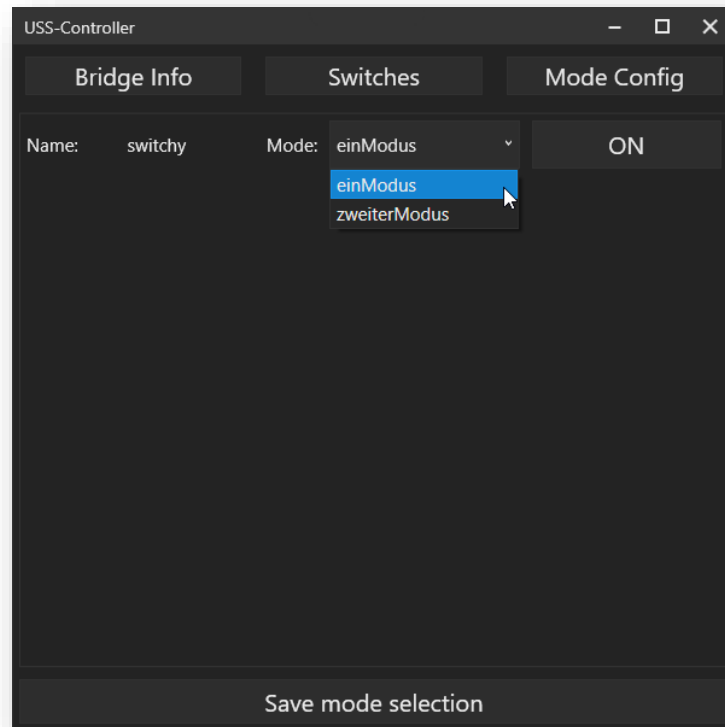 USS-Controller
Bridge Info Switches Mode Config
Name: switchy Mode: einModus ON
einModus
zweiterModus
Save mode selection